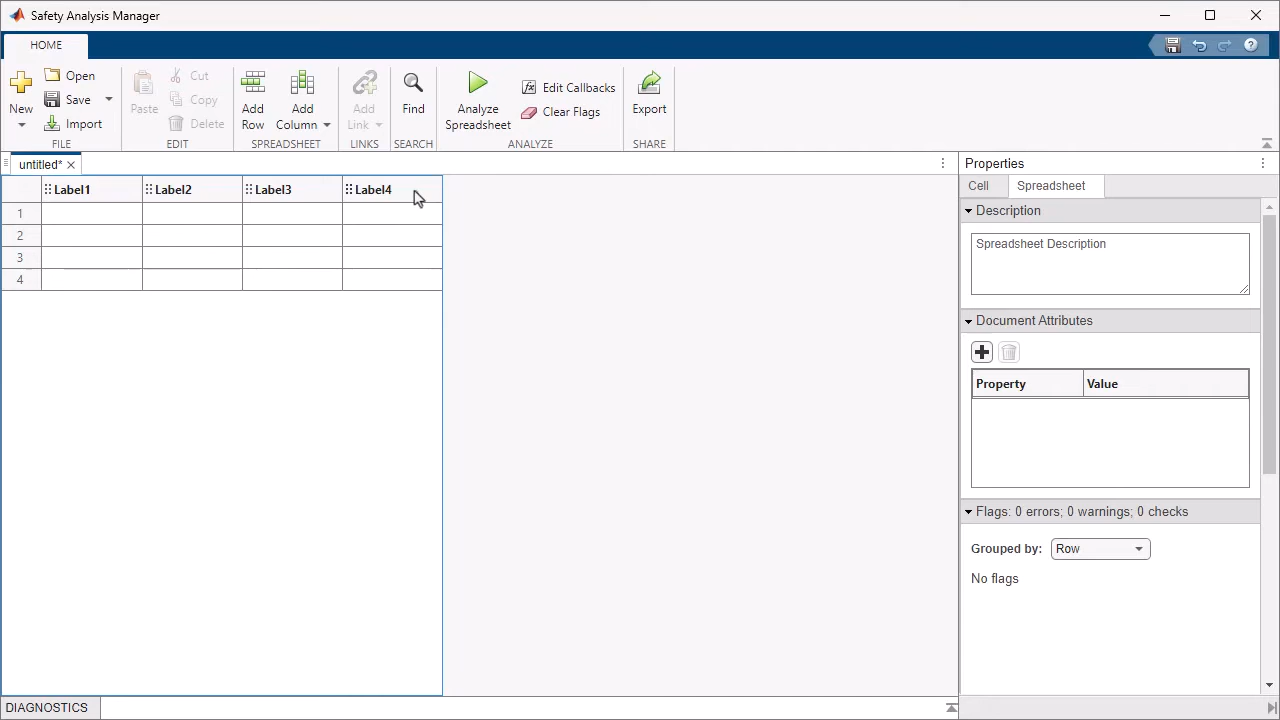 Safety Analysis Manager
HOME
New
Open
Save
Import
FILE
Paste
Cut
Copy
Delete
EDIT
Add
Row
Add
Column
SPREADSHEET
Add
Link
LINKS
Find
SEARCH
Analyze
Spreadsheet
Edit Callbacks
Clear Flags
ANALYZE
Export
SHARE
untitled*
Label1 Label2 Label3 Label4
1
2
3
4
Properties
Cell Spreadsheet
Description
Spreadsheet Description
Document Attributes
Property Value
Flags: 0 errors; 0 warnings; 0 checks
Grouped by: Row
No flags
DIAGNOSTICS